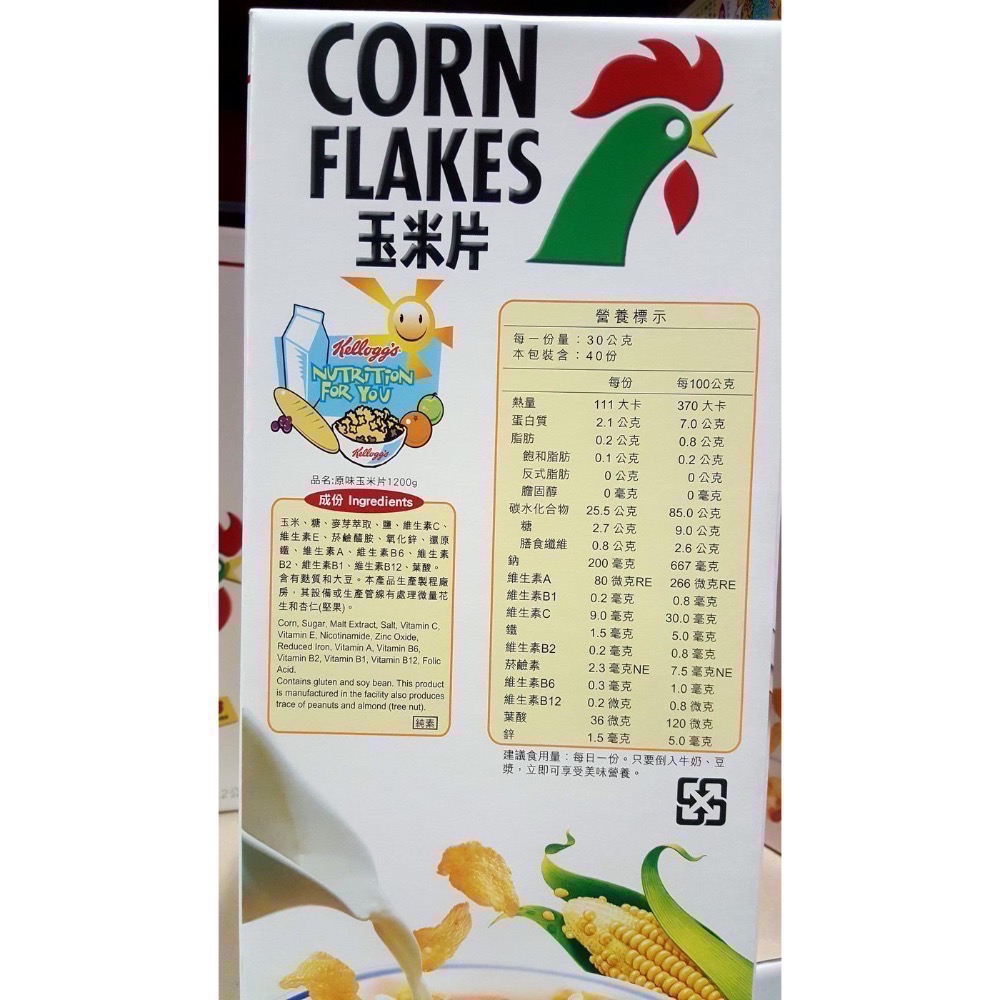 CORN
FLAKES
玉米片
Kellogg's
NUTRITION
FOR YOU
Kellogg's
品名:原味玉米片1200g
成份 Ingredients
玉米、糖、麥芽萃取、鹽、維生素C、
維生素E、菸鹼醯胺、氧化鋅、還原
鐵、維生素A、維生素B6、維生素
B2、維生素B1、維生素B12、葉酸。
含有麩質和大豆。本產品生產製程廠
房，其設備或生產管線有處理微量花
生和杏仁(堅果)。
Corn, Sugar, Malt Extract, Salt, Vitamin C,
Vitamin E, Nicotinamide, Zinc Oxide,
Reduced Iron, Vitamin A, Vitamin B6,
Vitamin B2, Vitamin B1, Vitamin B12, Folic
Acid.
Contains gluten and soy bean. This product
is manufactured in the facility also produces
trace of peanuts and almond (tree nut).
純素
營養標示
每一份量：30公克
本包裝含：40份
每份 每100公克
熱量 111 大卡 370 大卡
蛋白質 2.1 公克 7.0 公克
脂肪 0.2 公克 0.8 公克
飽和脂肪 0.1 公克 0.2 公克
反式脂肪 0 公克 0 公克
膽固醇 0 毫克 0 毫克
碳水化合物 25.5 公克 85.0 公克
糖 2.7 公克 9.0 公克
膳食纖維 0.8 公克 2.6 公克
鈉 200 毫克 667 毫克
維生素A 80 微克RE 266 微克RE
維生素B1 0.2 毫克 0.8 毫克
維生素C 9.0 毫克 30.0 毫克
鐵 1.5 毫克 5.0 毫克
維生素B2 0.2 毫克 0.8 毫克
菸鹼素 2.3 毫克NE 7.5 毫克NE
維生素B6 0.3 毫克 1.0 毫克
維生素B12 0.2 微克 0.8 微克
葉酸 36 微克 120 微克
鋅 1.5 毫克 5.0 毫克
建議食用量：每日一份。只要倒入牛奶、豆
漿，立即可享受美味營養。